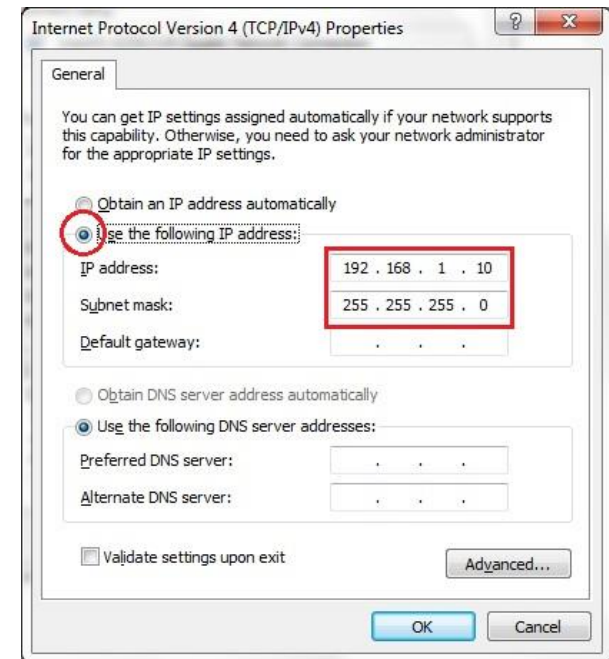 Internet Protocol Version 4 (TCP/IPv4) Properties
General
You can get IP settings assigned automatically if your network supports
this capability. Otherwise, you need to ask your network administrator
for the appropriate IP settings.
Obtain an IP address automatically
Use the following IP address:
IP address: 192 . 168 . 1 . 10
Subnet mask: 255 . 255 . 255 . 0
Default gateway: . . .
Obtain DNS server address automatically
Use the following DNS server addresses:
Preferred DNS server: . . .
Alternate DNS server: . . .
Validate settings upon exit
Advanced...
OK Cancel